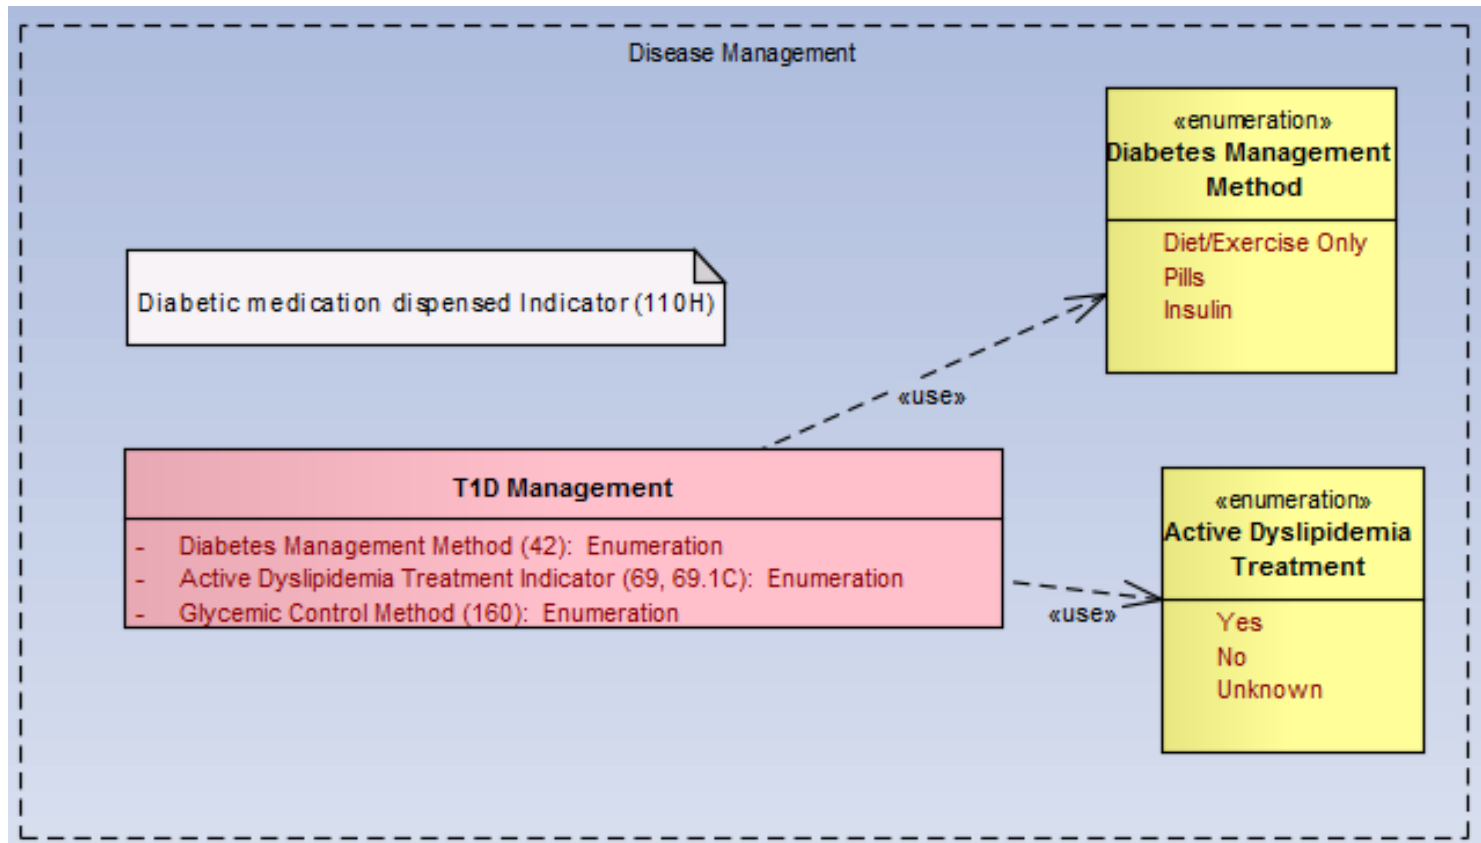 Disease Management
«enumeration»
Diabetes Management
Method
Diet/Exercise Only
Pills
Insulin
Diabetic medication dispensed Indicator (110H)
«use»
T1D Management
- Diabetes Management Method (42): Enumeration
- Active Dyslipidemia Treatment Indicator (69, 69.1C): Enumeration
- Glycemic Control Method (160): Enumeration
«use»
«enumeration»
Active Dyslipidemia
Treatment
Yes
No
Unknown